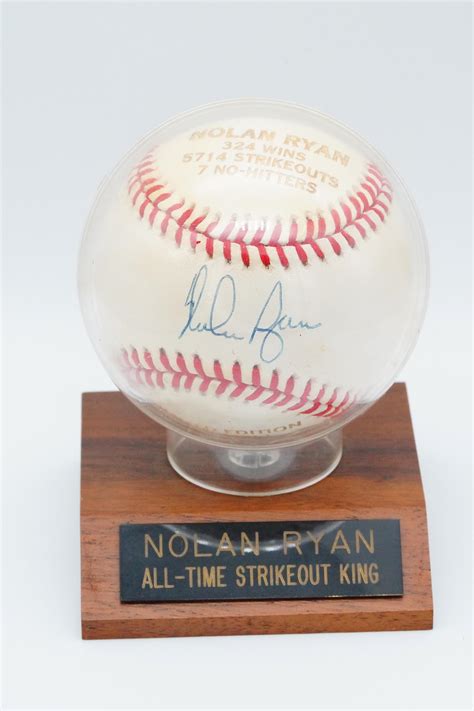 NOLAN RYAN
324 WINS
5714 STRIKEOUTS
7 NO-HITTERS
Nolan Ryan
EDITION
NOLAN RYAN
ALL-TIME STRIKEOUT KING